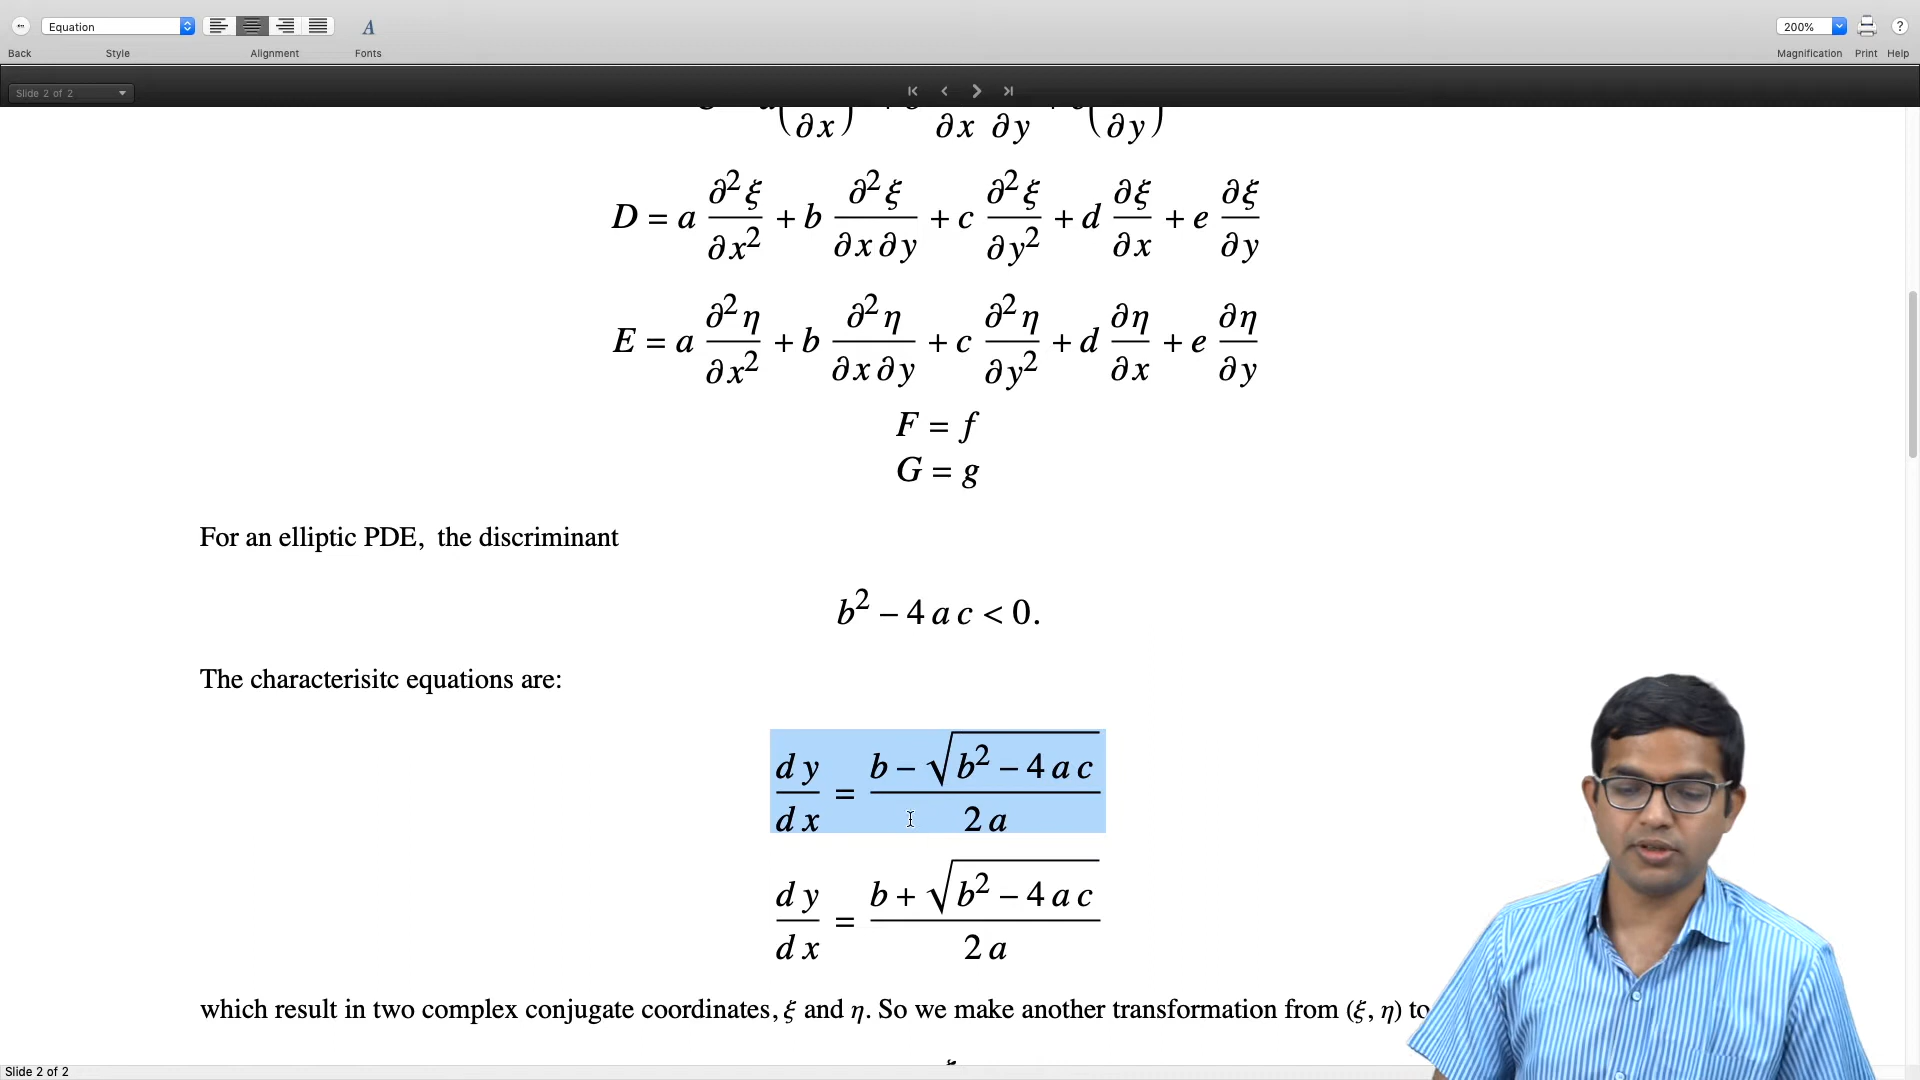 Equation
200%
Back Style Alignment Fonts Magnification Print Help
Slide 2 of 2
∂x ∂x ∂y ∂y
D = a ∂²ξ/∂x² + b ∂²ξ/∂x∂y + c ∂²ξ/∂y² + d ∂ξ/∂x + e ∂ξ/∂y
E = a ∂²η/∂x² + b ∂²η/∂x∂y + c ∂²η/∂y² + d ∂η/∂x + e ∂η/∂y
F = f
G = g
For an elliptic PDE, the discriminant
b² − 4 a c < 0.
The characterisitc equations are:
dy/dx = (b − √(b² − 4 a c))/(2 a)
dy/dx = (b + √(b² − 4 a c))/(2 a)
which result in two complex conjugate coordinates, ξ and η. So we make another transformation from (ξ, η) to
Slide 2 of 2